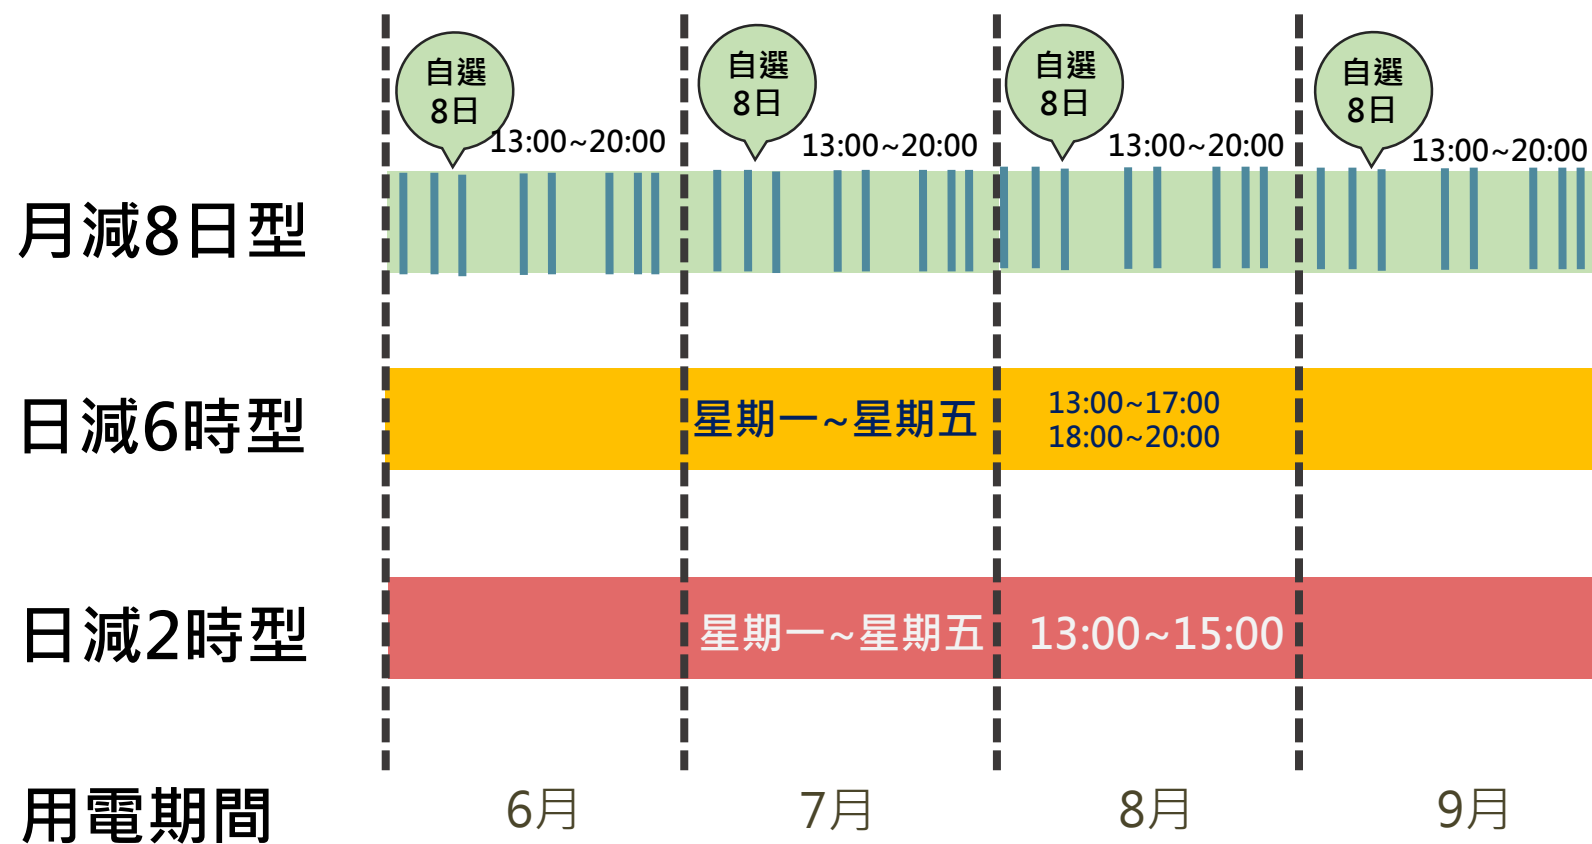 自選
8日
13:00~20:00
自選
8日
13:00~20:00
自選
8日
13:00~20:00
自選
8日
13:00~20:00
月減8日型
日減6時型
星期一~星期五
13:00~17:00
18:00~20:00
日減2時型
星期一~星期五
13:00~15:00
用電期間
6月
7月
8月
9月